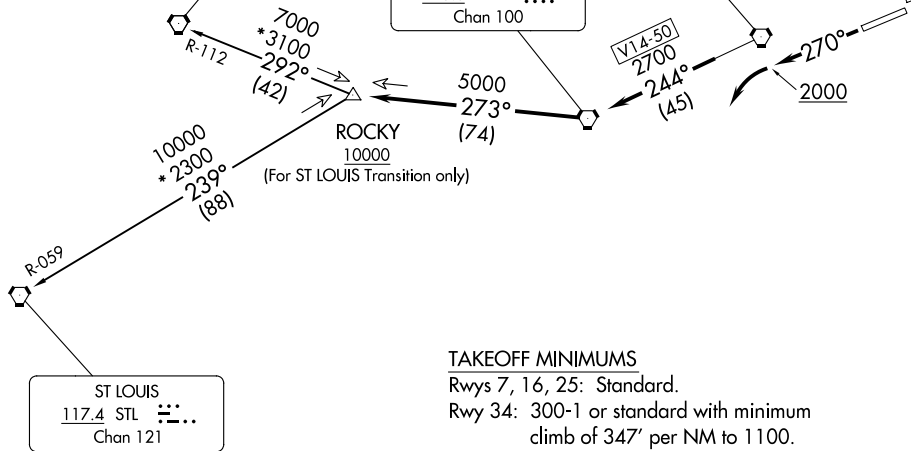 Chan 100
7000
*3100
292°
(42)
R-112
V14-50
2700
244°
(45)
270°
2000
5000
273°
(74)
ROCKY
10000
(For ST LOUIS Transition only)
10000
*2300
239°
(88)
R-059
ST LOUIS
117.4 STL
Chan 121
TAKEOFF MINIMUMS
Rwys 7, 16, 25: Standard.
Rwy 34: 300-1 or standard with minimum
climb of 347' per NM to 1100.